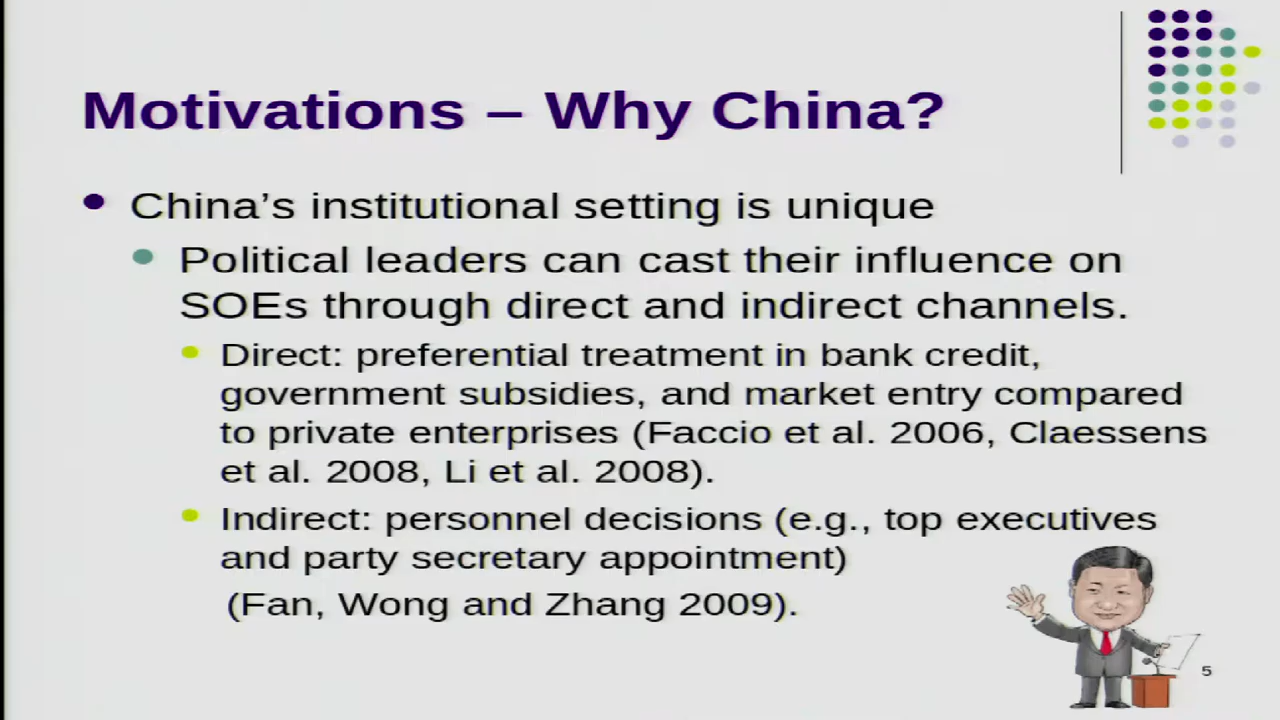 Motivations – Why China?
China’s institutional setting is unique
Political leaders can cast their influence on
SOEs through direct and indirect channels.
Direct: preferential treatment in bank credit,
government subsidies, and market entry compared
to private enterprises (Faccio et al. 2006, Claessens
et al. 2008, Li et al. 2008).
Indirect: personnel decisions (e.g., top executives
and party secretary appointment)
(Fan, Wong and Zhang 2009).
5